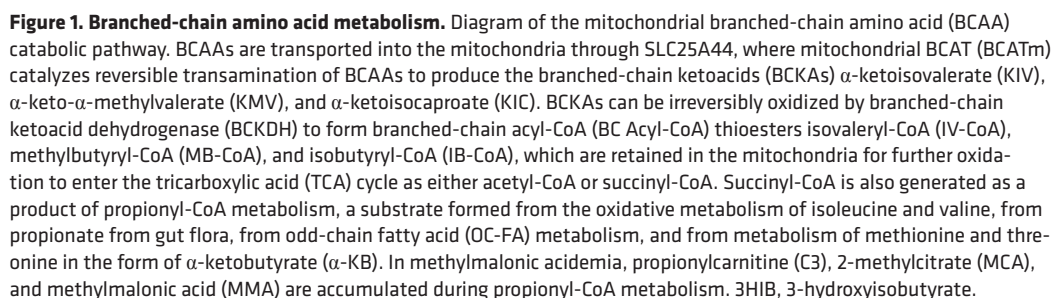 Figure 1. Branched-chain amino acid metabolism. Diagram of the mitochondrial branched-chain amino acid (BCAA)
catabolic pathway. BCAAs are transported into the mitochondria through SLC25A44, where mitochondrial BCAT (BCATm)
catalyzes reversible transamination of BCAAs to produce the branched-chain ketoacids (BCKAs) α-ketoisovalerate (KIV),
α-keto-α-methylvalerate (KMV), and α-ketoisocaproate (KIC). BCKAs can be irreversibly oxidized by branched-chain
ketoacid dehydrogenase (BCKDH) to form branched-chain acyl-CoA (BC Acyl-CoA) thioesters isovaleryl-CoA (IV-CoA),
methylbutyryl-CoA (MB-CoA), and isobutyryl-CoA (IB-CoA), which are retained in the mitochondria for further oxida-
tion to enter the tricarboxylic acid (TCA) cycle as either acetyl-CoA or succinyl-CoA. Succinyl-CoA is also generated as a
product of propionyl-CoA metabolism, a substrate formed from the oxidative metabolism of isoleucine and valine, from
propionate from gut flora, from odd-chain fatty acid (OC-FA) metabolism, and from metabolism of methionine and thre-
onine in the form of α-ketobutyrate (α-KB). In methylmalonic acidemia, propionylcarnitine (C3), 2-methylcitrate (MCA),
and methylmalonic acid (MMA) are accumulated during propionyl-CoA metabolism. 3HIB, 3-hydroxyisobutyrate.